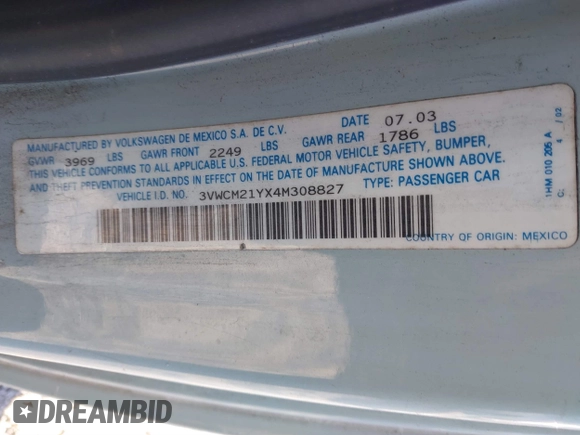 MANUFACTURED BY VOLKSWAGEN DE MEXICO S.A. DE C.V. DATE 07.03
GVWR 3969 LBS GAWR FRONT 2249 LBS GAWR REAR 1786 LBS
THIS VEHICLE CONFORMS TO ALL APPLICABLE U.S. FEDERAL MOTOR VEHICLE SAFETY, BUMPER,
AND THEFT PREVENTION STANDARDS IN EFFECT ON THE DATE OF MANUFACTURE SHOWN ABOVE.
VEHICLE I.D. NO. 3VWCM21YX4M308827 TYPE: PASSENGER CAR
COUNTRY OF ORIGIN: MEXICO
1HM 010 205 A
CL 4 / 02
DREAMBID